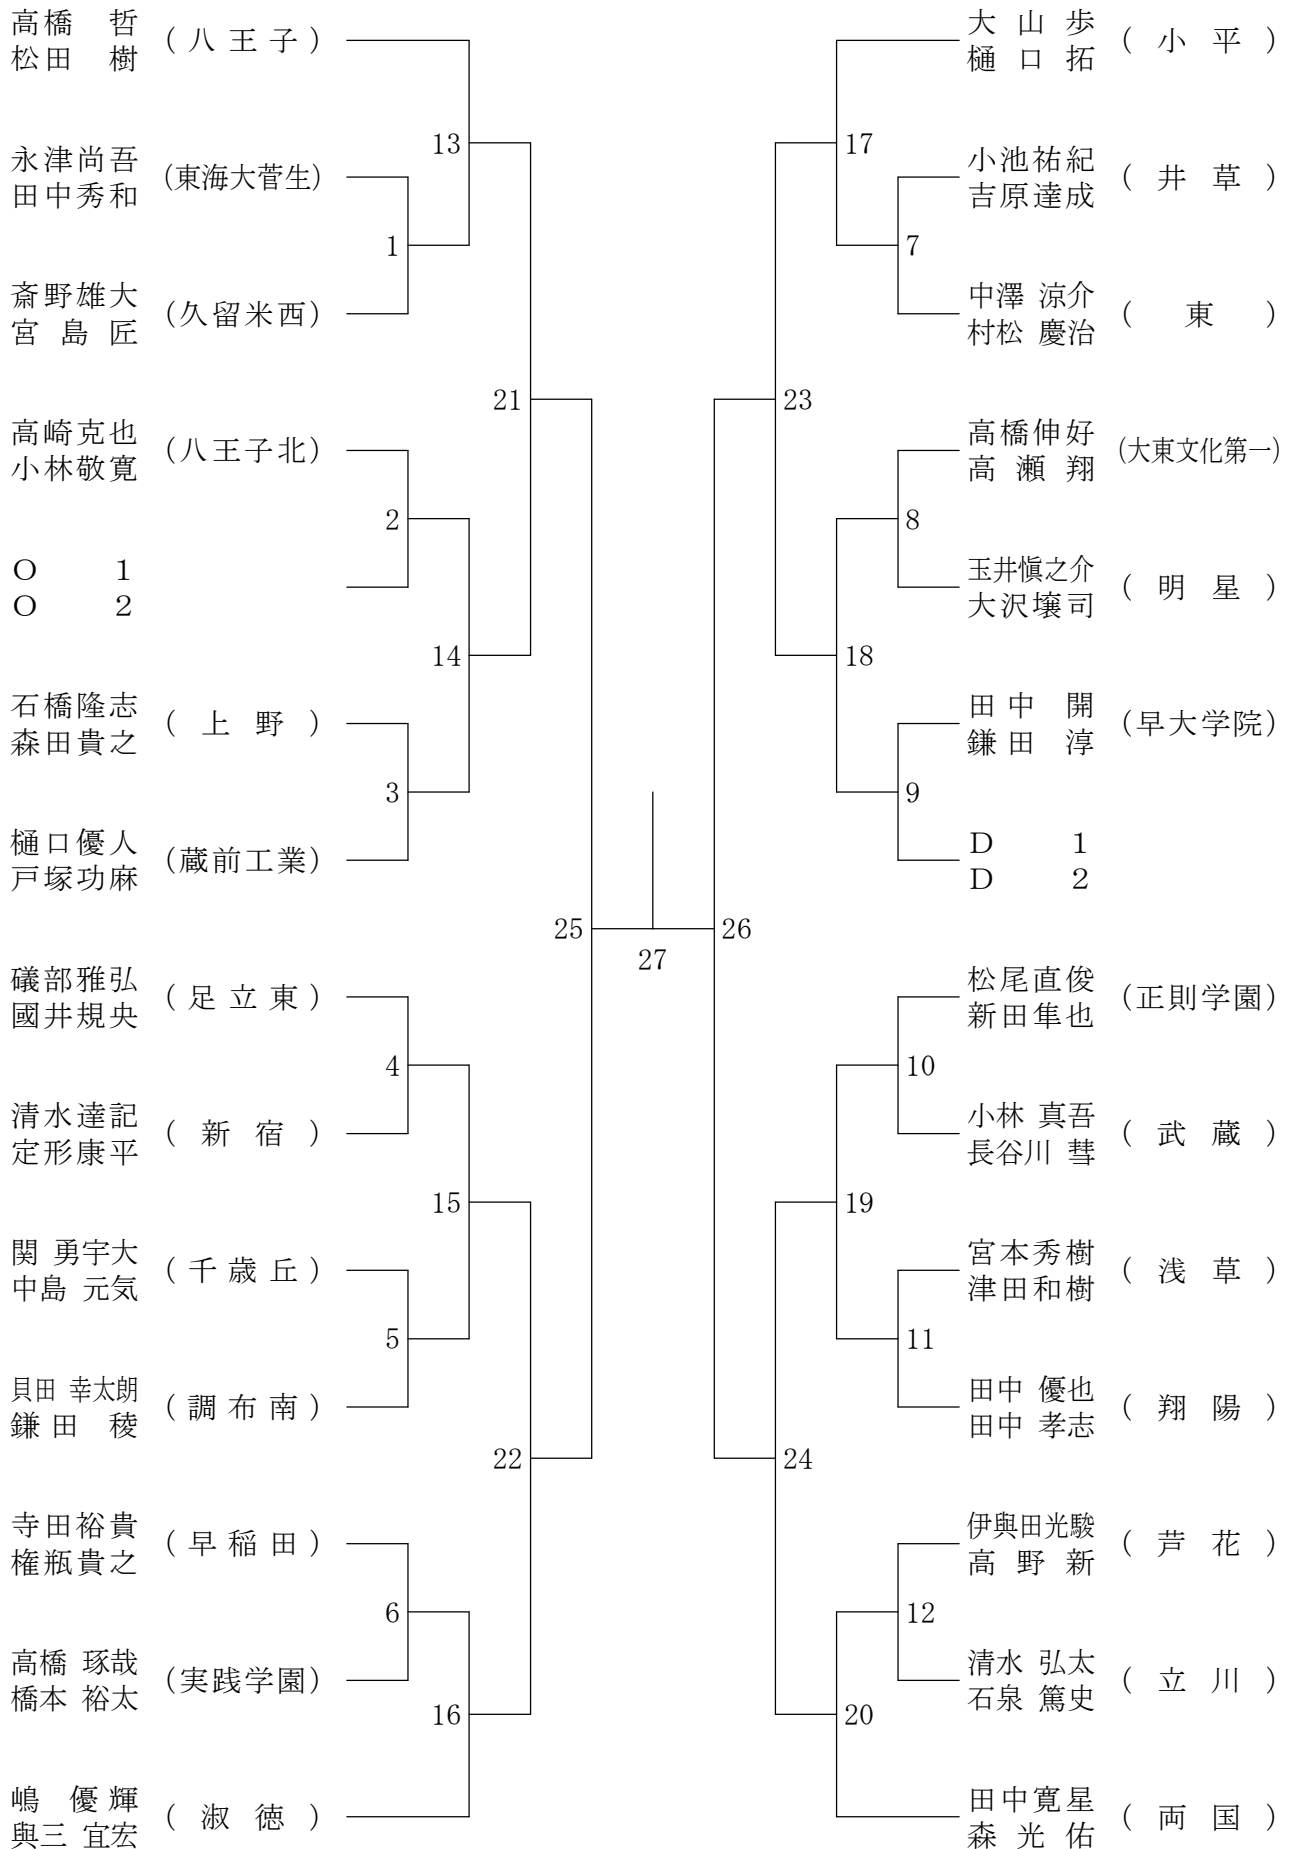 高橋 哲
松田 樹
(八王子)
13
永津尚吾
田中秀和
(東海大菅生)
1
斎野雄大
宮島匠
(久留米西)
21
高崎克也
小林敬寛
(八王子北)
2
O 1
O 2
14
石橋隆志
森田貴之
(上野)
3
樋口優人
戸塚功麻
(蔵前工業)
25
礒部雅弘
國井規央
(足立東)
4
清水達記
定形康平
(新宿)
15
関 勇宇大
中島 元気
(千歳丘)
5
貝田 幸太朗
鎌田 稜
(調布南)
22
寺田裕貴
権瓶貴之
(早稲田)
6
高橋 琢哉
橋本 裕太
(実践学園)
16
嶋 優輝
與三 宜宏
(淑徳)
27
大山歩
樋口拓
(小平)
17
小池祐紀
吉原達成
(井草)
7
中澤 涼介
村松 慶治
(東)
23
高橋伸好
高瀬翔
(大東文化第一)
8
玉井愼之介
大沢壌司
(明星)
18
田中 開
鎌田 淳
(早大学院)
9
D 1
D 2
26
松尾直俊
新田隼也
(正則学園)
10
小林 真吾
長谷川 彗
(武蔵)
19
宮本秀樹
津田和樹
(浅草)
11
田中 優也
田中 孝志
(翔陽)
24
伊與田光駿
高野新
(芦花)
12
清水 弘太
石泉 篤史
(立川)
20
田中寛星
森光佑
(両国)